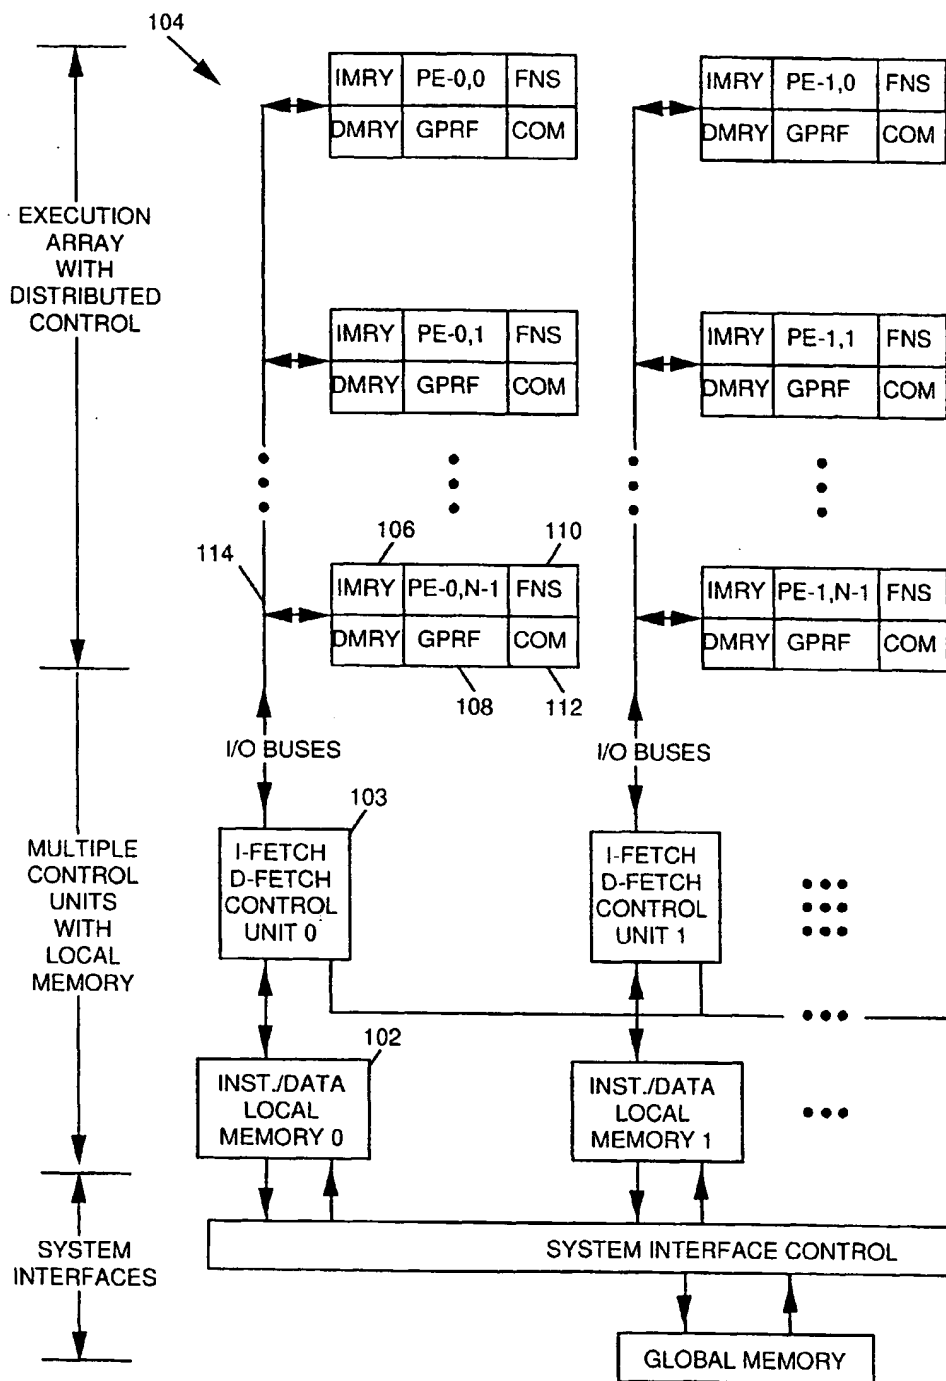 104
IMRY PE-0,0 FNS
DMRY GPRF COM
IMRY PE-1,0 FNS
DMRY GPRF COM
EXECUTION
ARRAY
WITH
DISTRIBUTED
CONTROL
IMRY PE-0,1 FNS
DMRY GPRF COM
IMRY PE-1,1 FNS
DMRY GPRF COM
114
106
110
IMRY PE-0,N-1 FNS
DMRY GPRF COM
108
112
IMRY PE-1,N-1 FNS
DMRY GPRF COM
I/O BUSES
I/O BUSES
MULTIPLE
CONTROL
UNITS
WITH
LOCAL
MEMORY
103
I-FETCH
D-FETCH
CONTROL
UNIT 0
I-FETCH
D-FETCH
CONTROL
UNIT 1
102
INST./DATA
LOCAL
MEMORY 0
INST./DATA
LOCAL
MEMORY 1
SYSTEM
INTERFACES
SYSTEM INTERFACE CONTROL
GLOBAL MEMORY